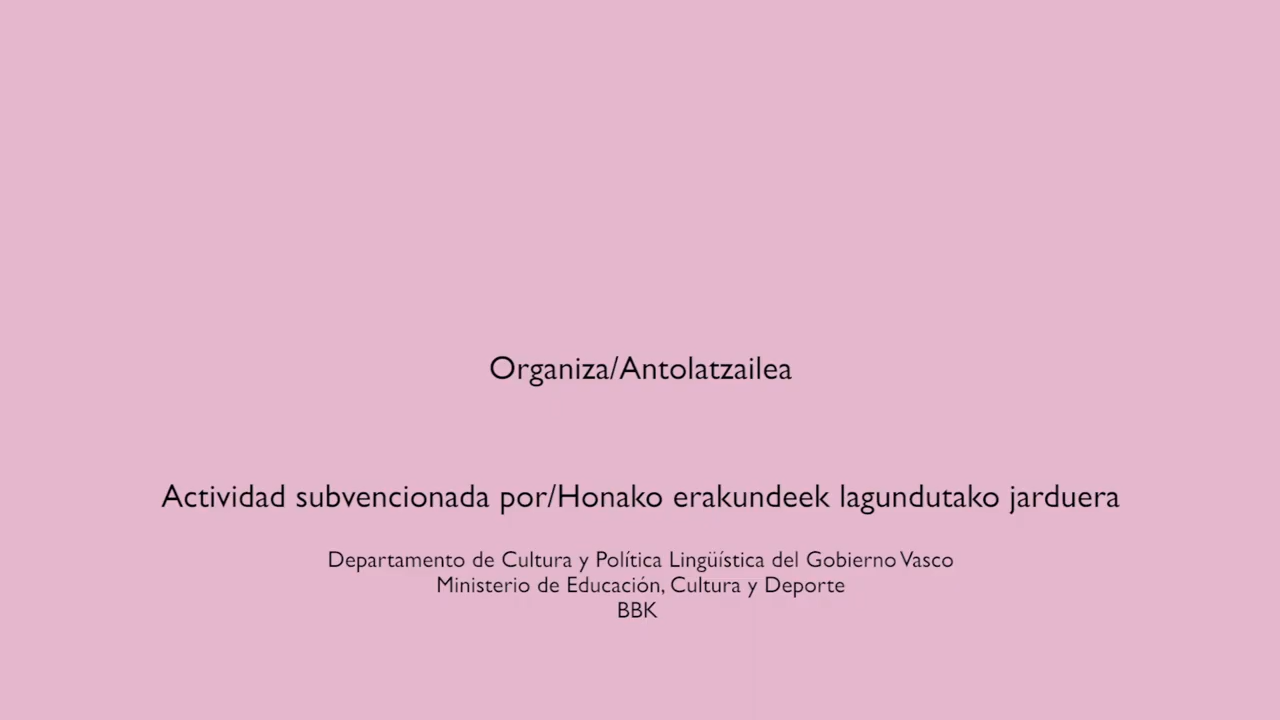 Organiza/Antolatzailea
Actividad subvencionada por/Honako erakundeek lagundutako jarduera
Departamento de Cultura y Política Lingüística del Gobierno Vasco
Ministerio de Educación, Cultura y Deporte
BBK